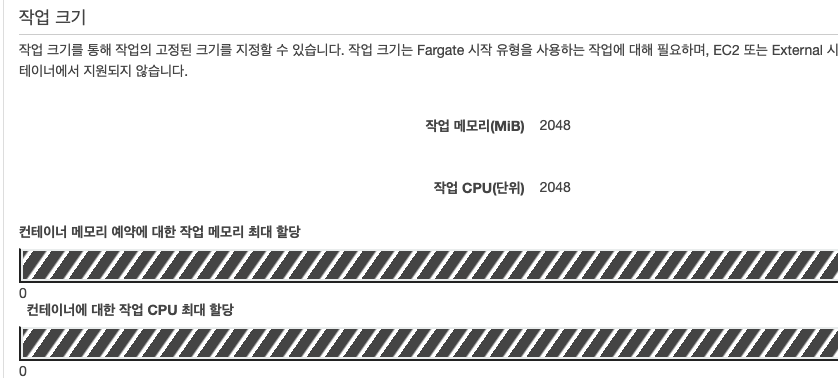 작업 크기
작업 크기를 통해 작업의 고정된 크기를 지정할 수 있습니다. 작업 크기는 Fargate 시작 유형을 사용하는 작업에 대해 필요하며, EC2 또는 External 시
테이너에서 지원되지 않습니다.
작업 메모리(MiB) 2048
작업 CPU(단위) 2048
컨테이너 메모리 예약에 대한 작업 메모리 최대 할당
0
컨테이너에 대한 작업 CPU 최대 할당
0